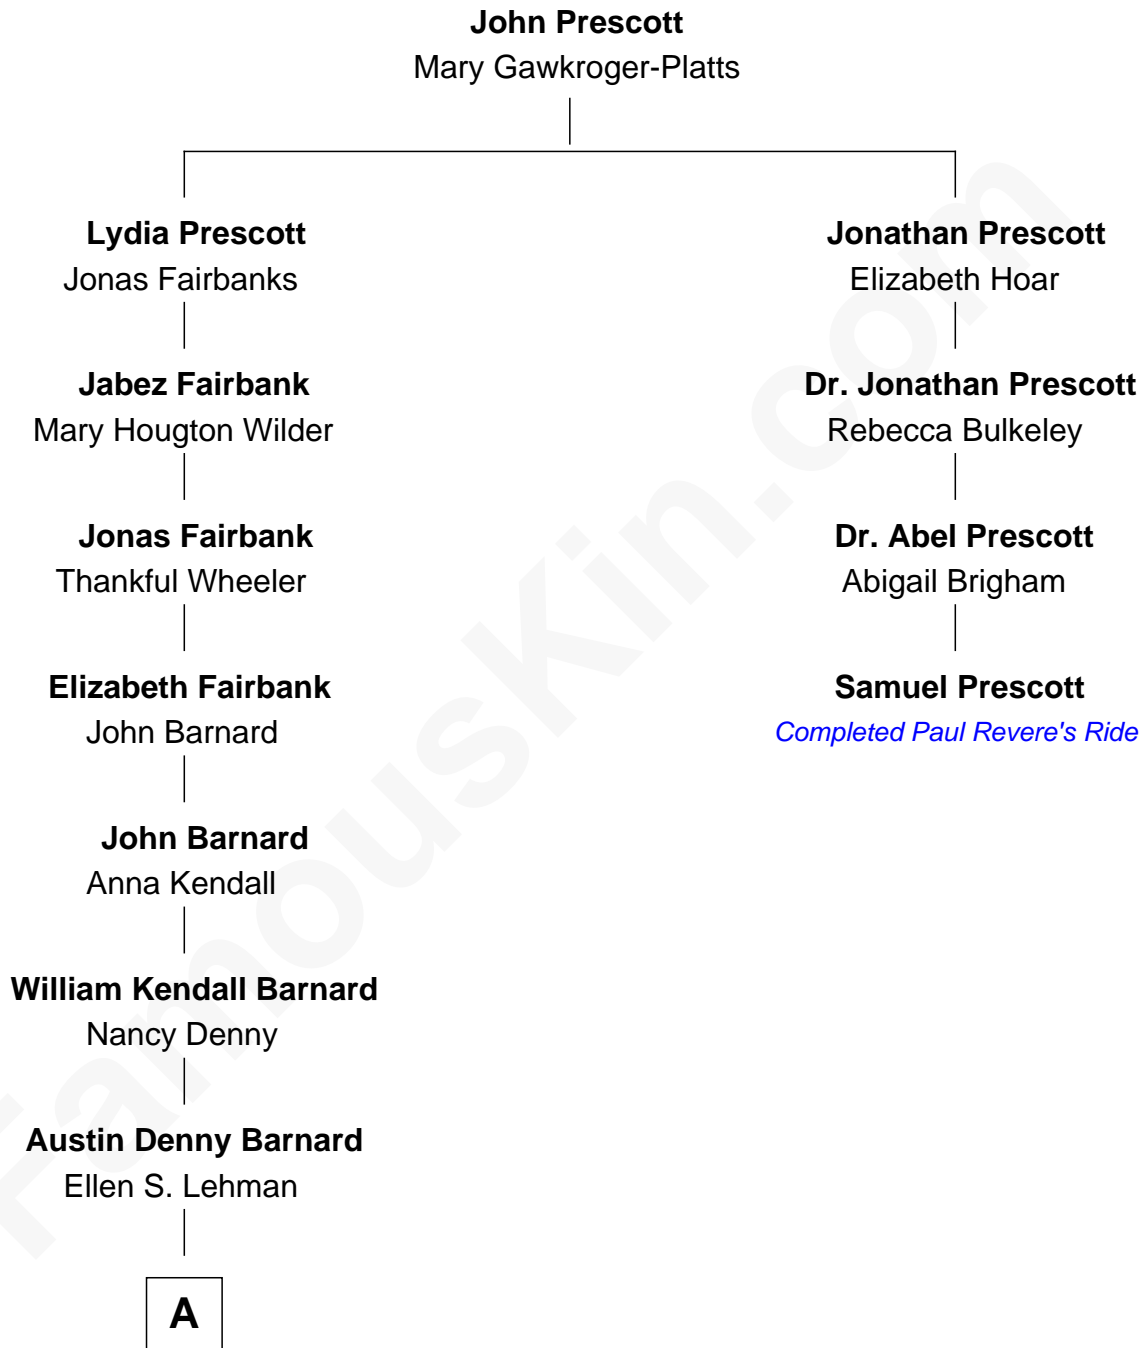 John Prescott
Mary Gawkroger-Platts
Lydia Prescott
Jonas Fairbanks
Jonathan Prescott
Elizabeth Hoar
Jabez Fairbank
Mary Hougton Wilder
Dr. Jonathan Prescott
Rebecca Bulkeley
Jonas Fairbank
Thankful Wheeler
Dr. Abel Prescott
Abigail Brigham
Elizabeth Fairbank
John Barnard
Samuel Prescott
Completed Paul Revere's Ride
John Barnard
Anna Kendall
William Kendall Barnard
Nancy Denny
Austin Denny Barnard
Ellen S. Lehman
A
FamousKin.com